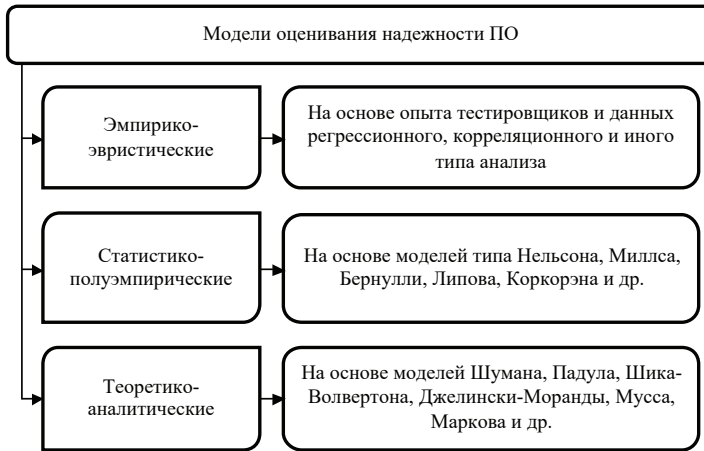 Модели оценивания надежности ПО
Эмпирико-
эвристические
На основе опыта тестировщиков и данных
регрессионного, корреляционного и иного
типа анализа
Статистико-
полуэмпирические
На основе моделей типа Нельсона, Миллса,
Бернулли, Липова, Коркорэна и др.
Теоретико-
аналитические
На основе моделей Шумана, Падула, Шика-
Волвертона, Джелински-Моранды, Мусса,
Маркова и др.